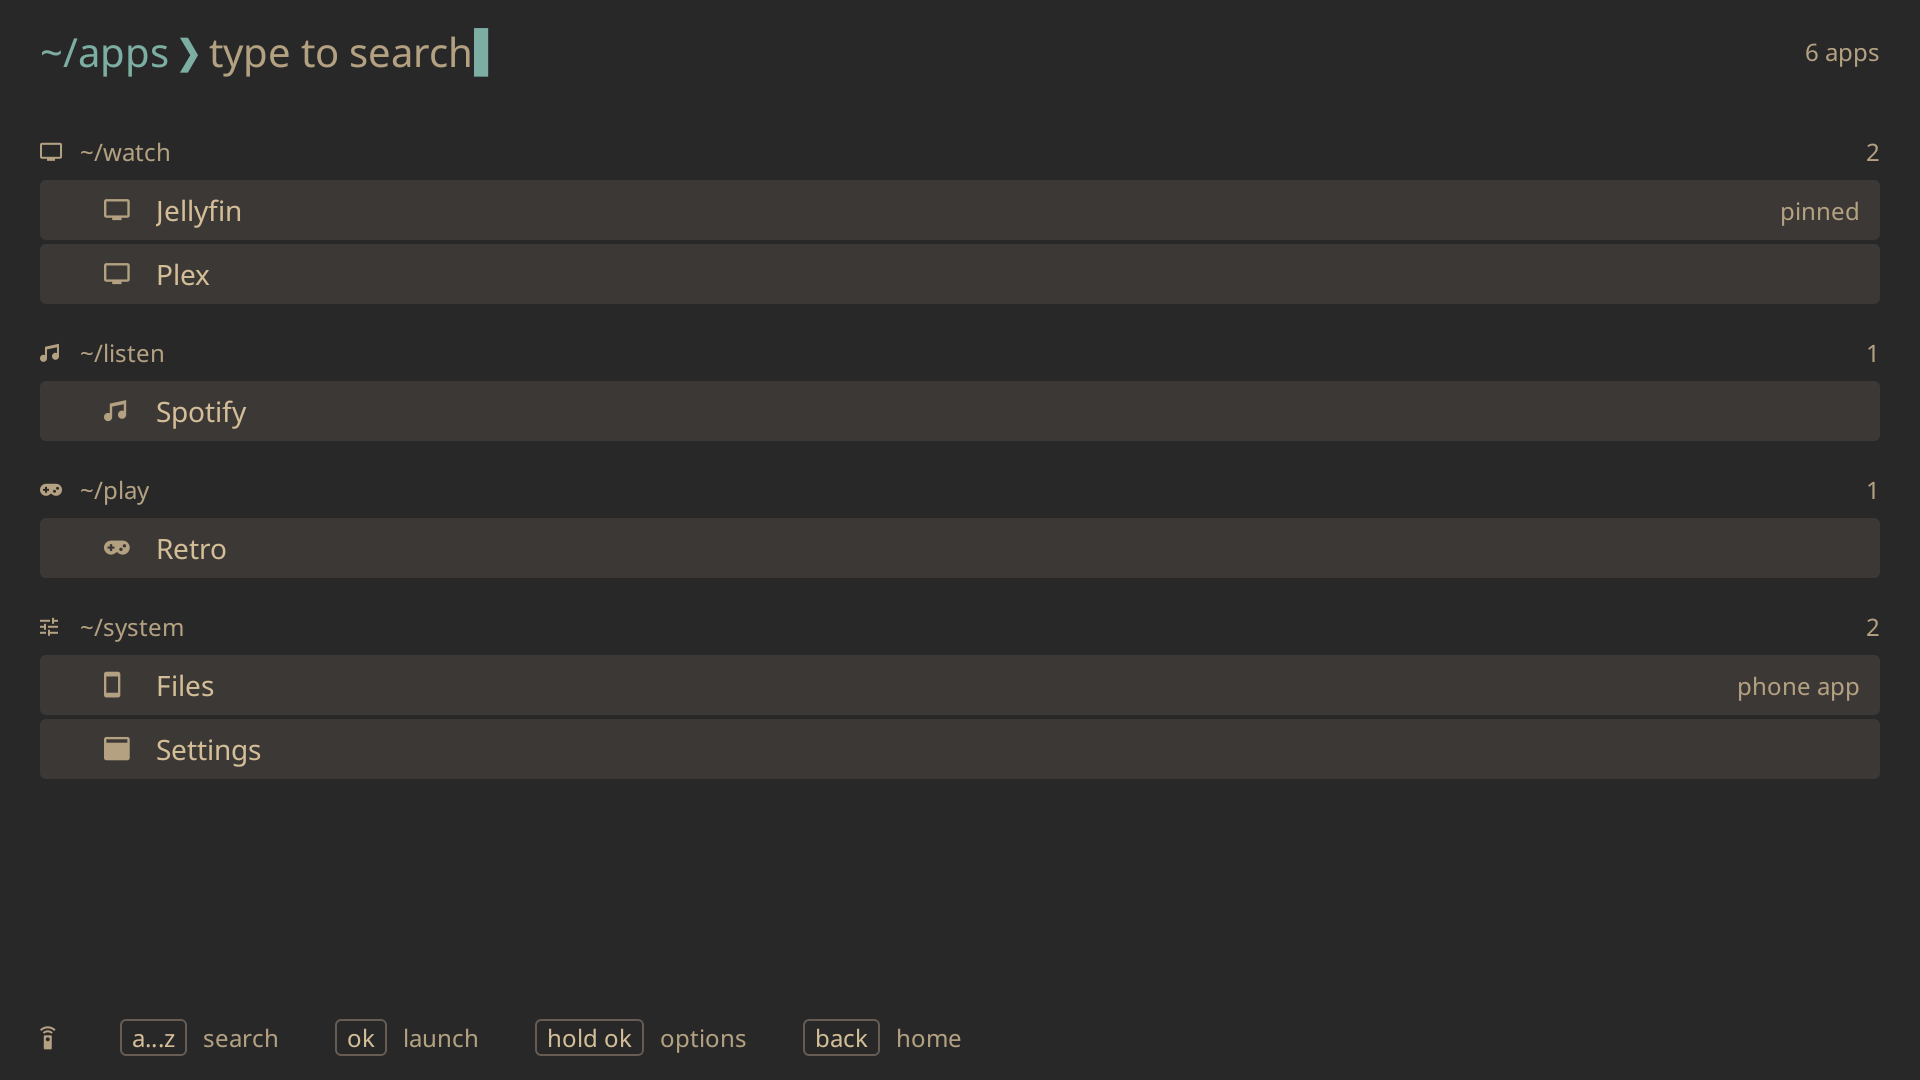 ~/apps ❯ type to search
6 apps
~/watch 2
Jellyfin pinned
Plex
~/listen 1
Spotify
~/play 1
Retro
~/system 2
Files phone app
Settings
a...z search ok launch hold ok options back home